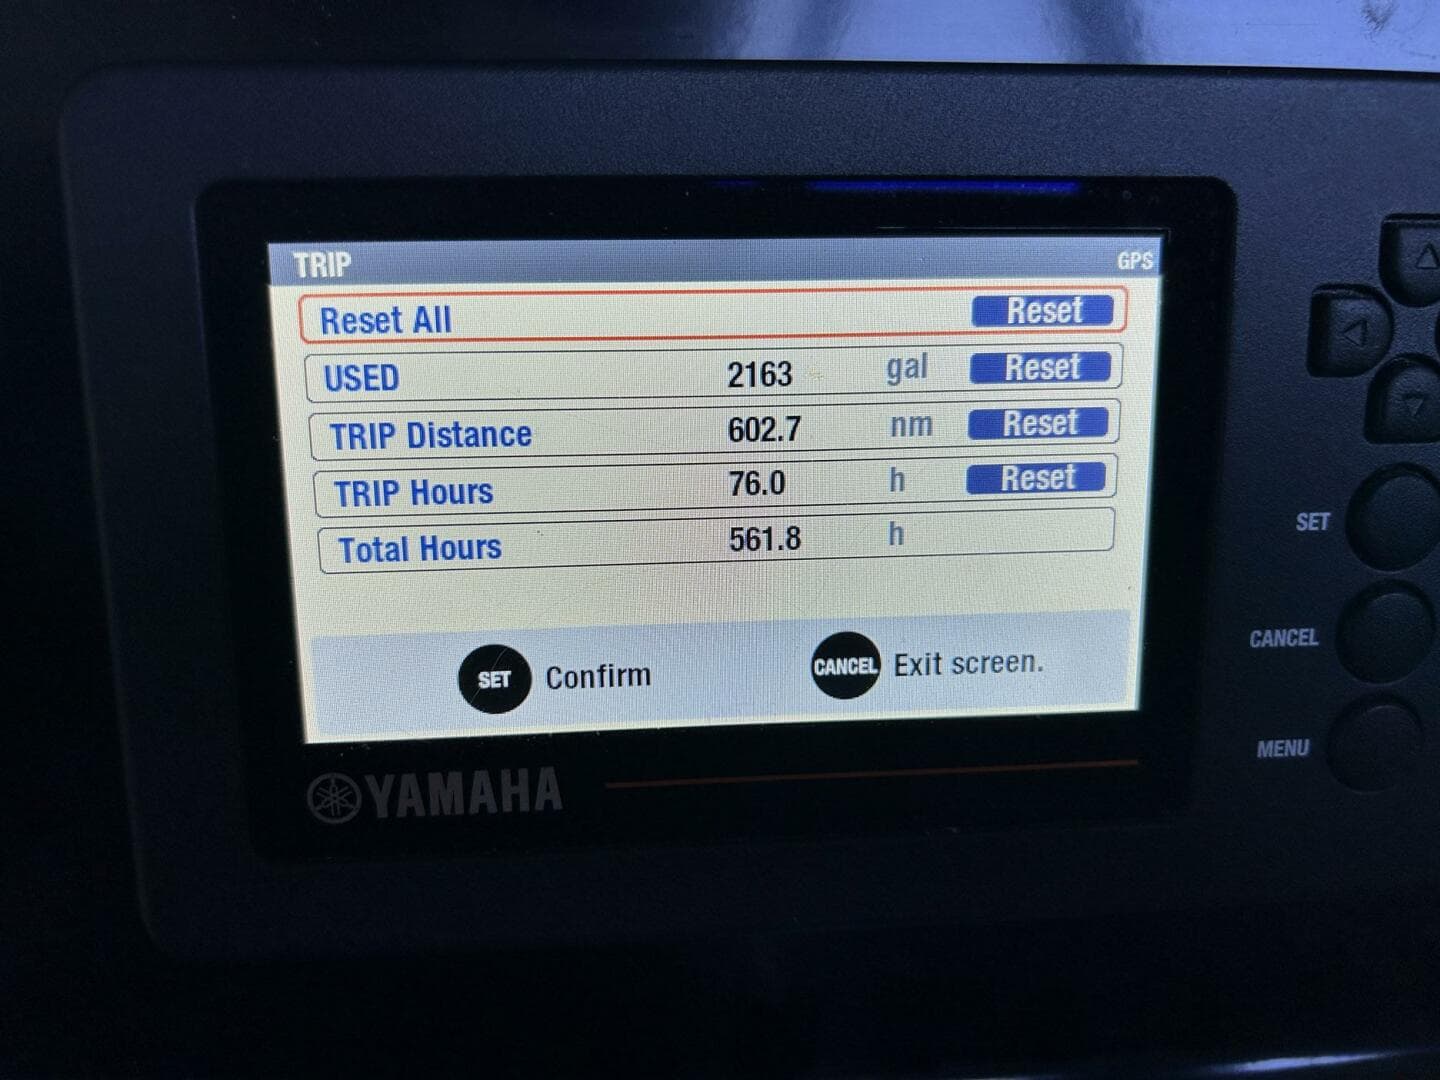 TRIP GPS
Reset All Reset
USED 2163 gal Reset
TRIP Distance 602.7 nm Reset
TRIP Hours 76.0 h Reset
Total Hours 561.8 h
SET Confirm CANCEL Exit screen.
YAMAHA
SET
CANCEL
MENU